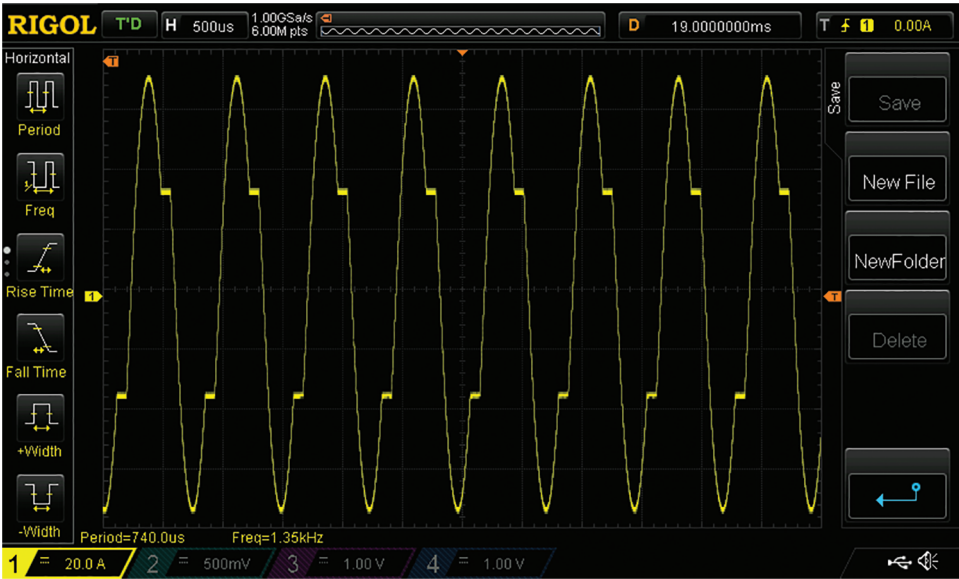 RIGOL T'D H 500us 1.00GSa/s 6.00M pts D 19.0000000ms T 1 0.00A
Horizontal
Period
Freq
Rise Time
Fall Time
+Width
-Width
T
1
T
Save
Save
New File
NewFolder
Delete
Period=740.0us Freq=1.35kHz
1 = 20.0 A 2 = 500mV 3 = 1.00 V 4 = 1.00 V